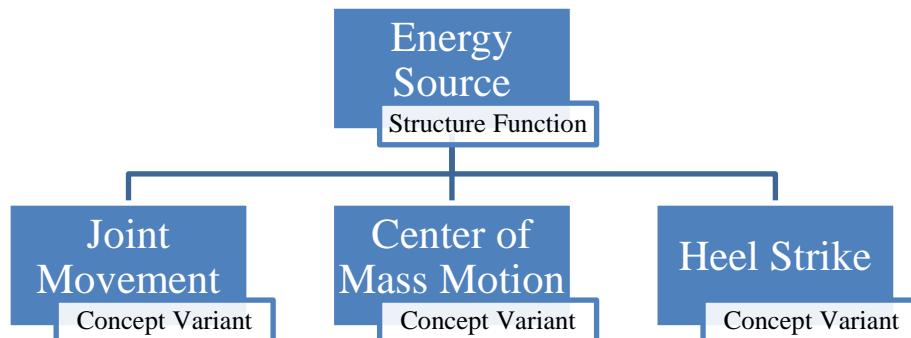 Energy
Source
Structure Function
Joint
Movement
Concept Variant
Center of
Mass Motion
Concept Variant
Heel Strike
Concept Variant